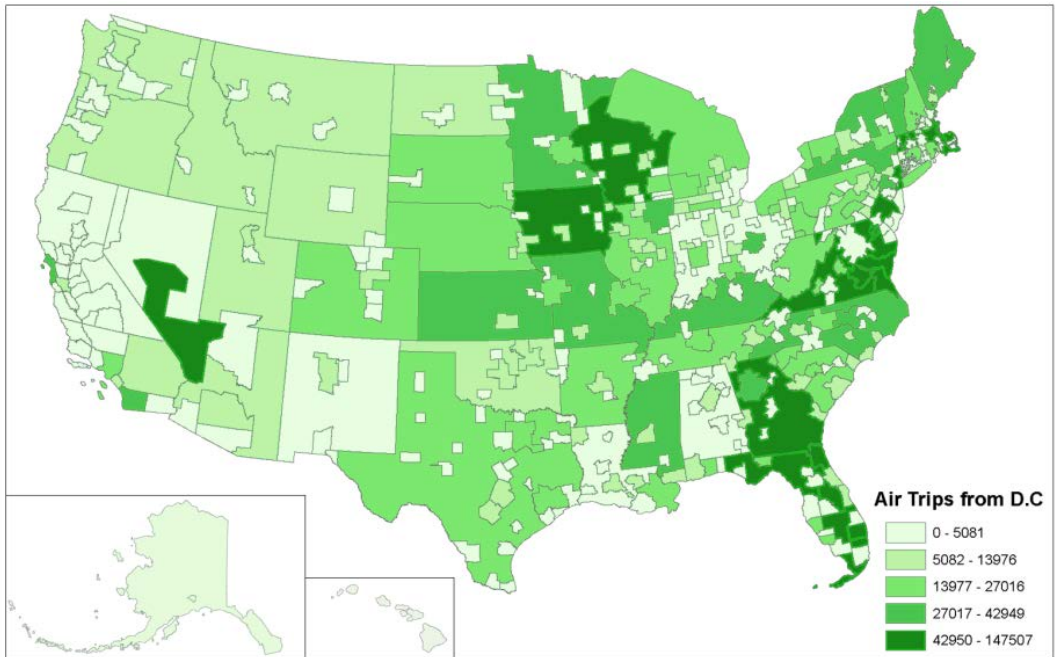 Air Trips from D.C
0 - 5081
5082 - 13976
13977 - 27016
27017 - 42949
42950 - 147507